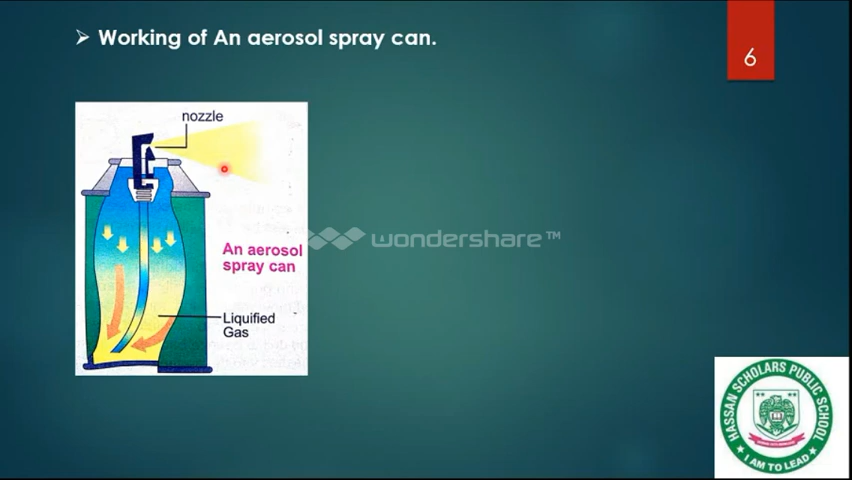 ➢ Working of An aerosol spray can.
6
nozzle
An aerosol
spray can
Liquified
Gas
wondershare™
HASSAN SCHOLARS PUBLIC SCHOOL
I AM TO LEAD